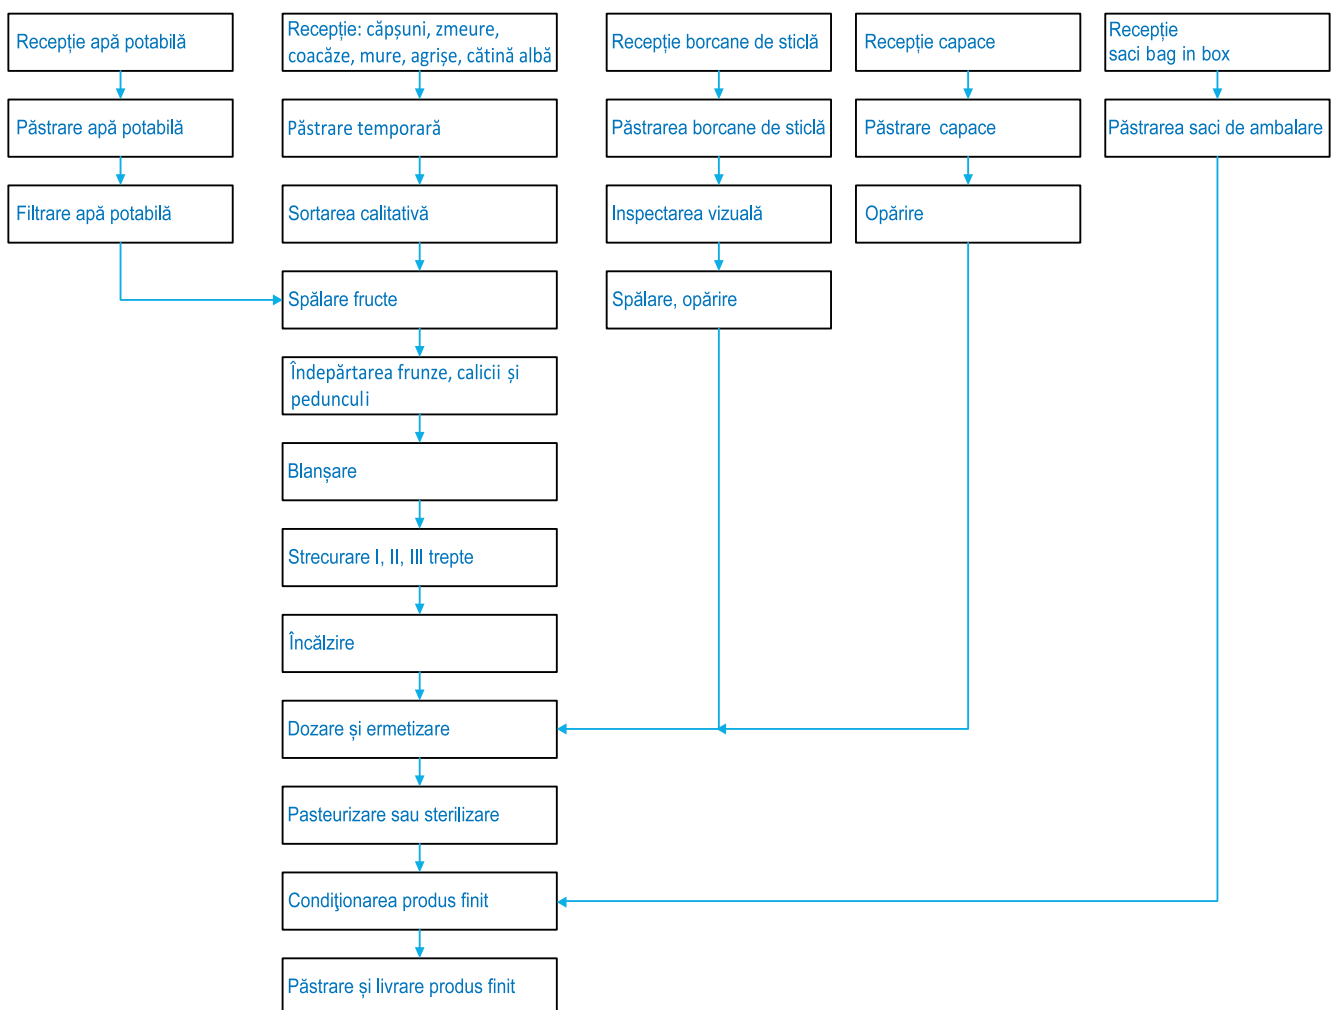 Recepție apă potabilă
Recepție: căpșuni, zmeure,
coacăze, mure, agrișe, cătină albă
Recepție borcane de sticlă
Recepție capace
Recepție
saci bag in box
Păstrare apă potabilă
Păstrare temporară
Păstrarea borcane de sticlă
Păstrare capace
Păstrarea saci de ambalare
Filtrare apă potabilă
Sortarea calitativă
Inspectarea vizuală
Opărire
Spălare fructe
Spălare, opărire
Îndepărtarea frunze, calicii și
pedunculi
Blanșare
Strecurare I, II, III trepte
Încălzire
Dozare și ermetizare
Pasteurizare sau sterilizare
Condiţionarea produs finit
Păstrare și livrare produs finit